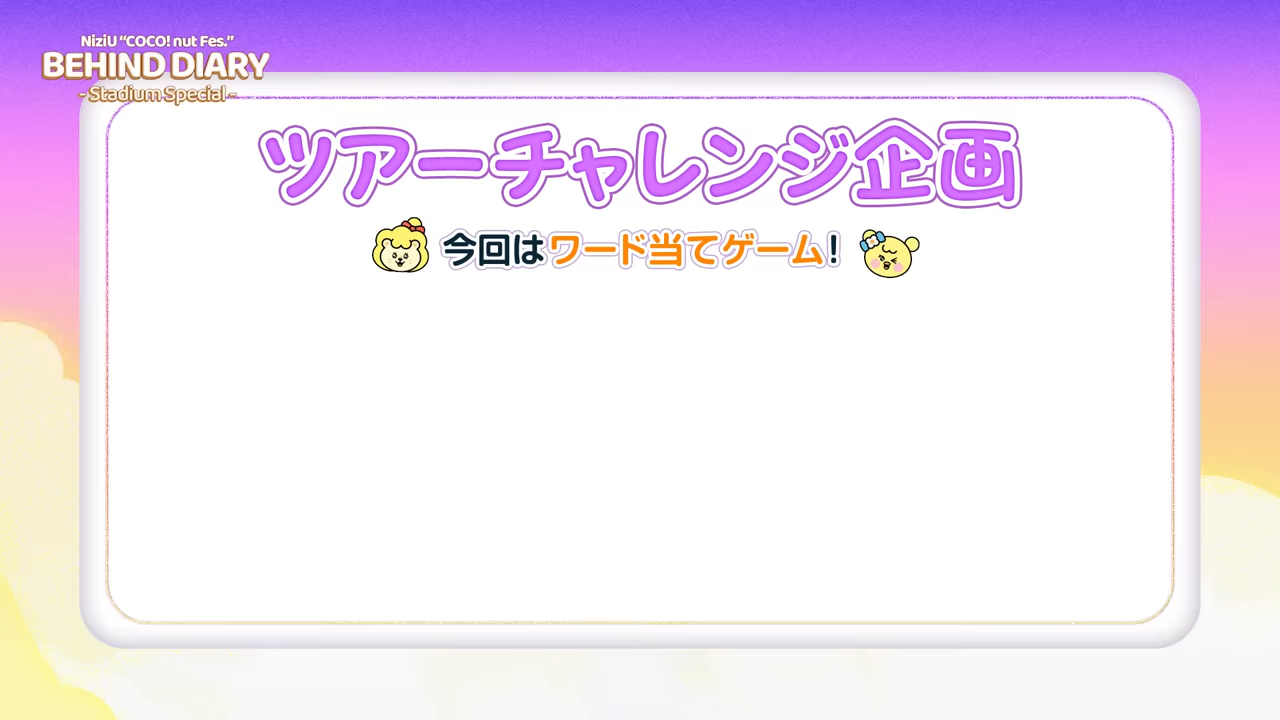 NiziU “COCO! nut Fes.”
BEHIND DIARY
- Stadium Special -
ツアーチャレンジ企画
今回はワード当てゲーム!